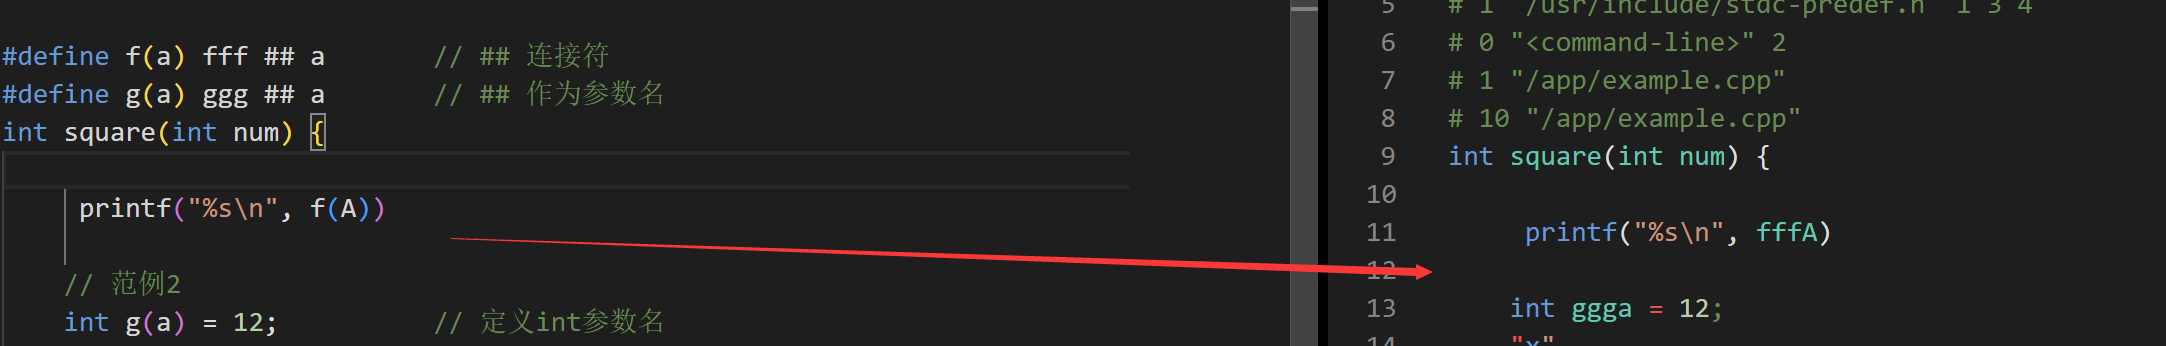 #define f(a) fff ## a // ## 连接符
#define g(a) ggg ## a // ## 作为参数名
int square(int num) {
printf("%s\n", f(A))
// 范例2
int g(a) = 12; // 定义int参数名
5 # 1 "/usr/include/stdc-predef.h" 1 3 4
6 # 0 "<command-line>" 2
7 # 1 "/app/example.cpp"
8 # 10 "/app/example.cpp"
9 int square(int num) {
10
11 printf("%s\n", fffA)
12
13 int ggga = 12;
14 "x"